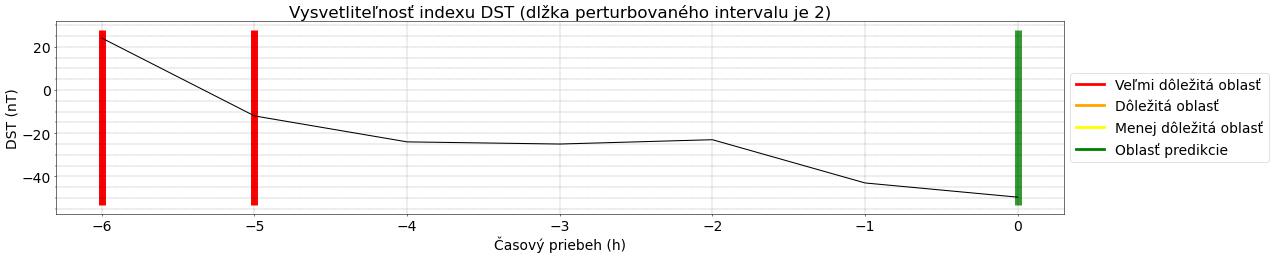 Vysvetliteľnosť indexu DST (dĺžka perturbovaného intervalu je 2)
DST (nT)
20
0
−20
−40
−6 −5 −4 −3 −2 −1 0
Časový priebeh (h)
Veľmi dôležitá oblasť
Dôležitá oblasť
Menej dôležitá oblasť
Oblasť predikcie